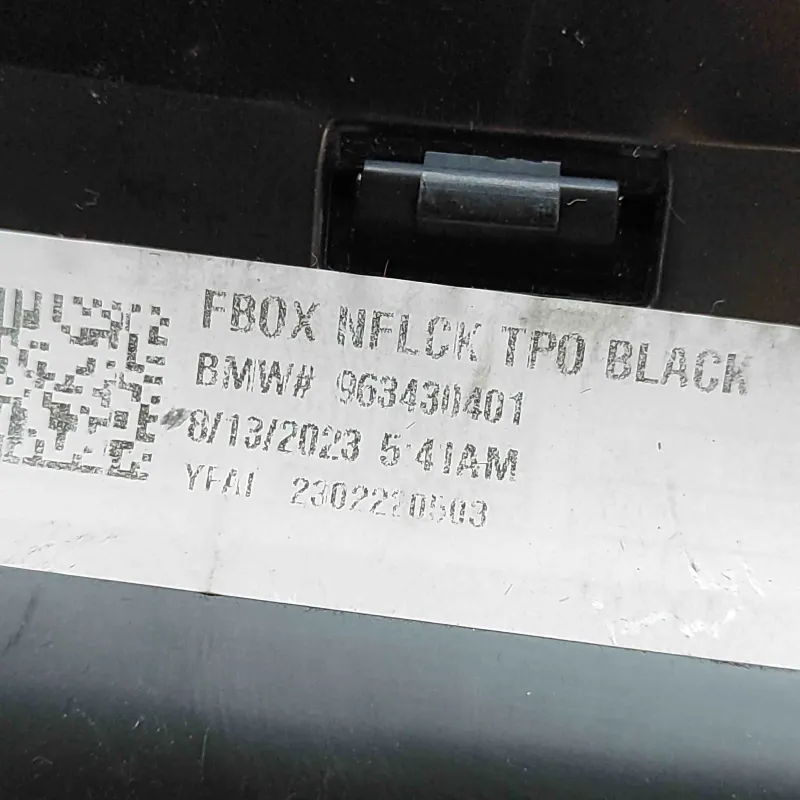 FBOX NFLCK TPO BLACK
BMW# 963430401
8/13/2023 5:41AM
YFAI 2302220503